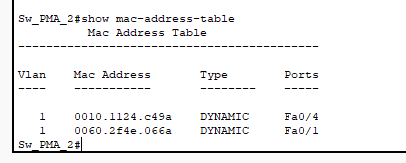 Sw_PMA_2#show mac-address-table
Mac Address Table
-------------------------------------------
Vlan Mac Address Type Ports
---- ----------- -------- -----
1 0010.1124.c49a DYNAMIC Fa0/4
1 0060.2f4e.066a DYNAMIC Fa0/1
Sw_PMA_2#